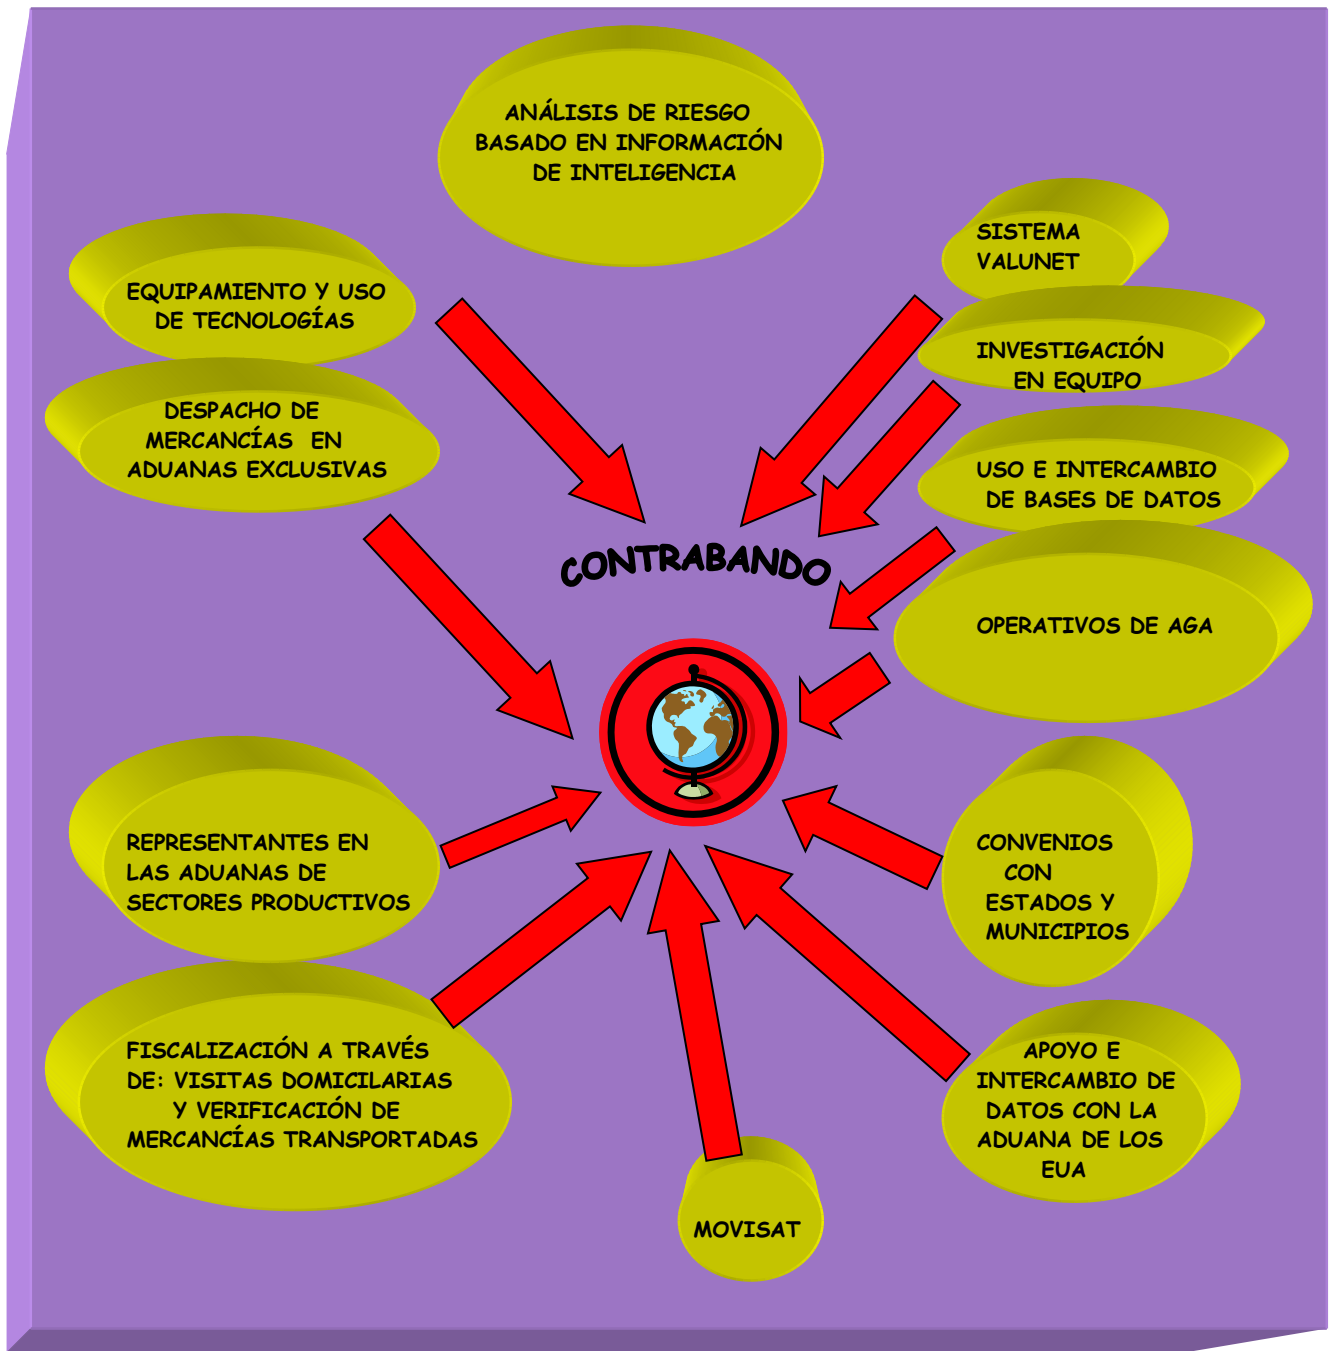 ANÁLISIS DE RIESGO
BASADO EN INFORMACIÓN
DE INTELIGENCIA
SISTEMA
VALUNET
EQUIPAMIENTO Y USO
DE TECNOLOGÍAS
INVESTIGACIÓN
EN EQUIPO
DESPACHO DE
MERCANCÍAS EN
ADUANAS EXCLUSIVAS
USO E INTERCAMBIO
DE BASES DE DATOS
CONTRABANDO
OPERATIVOS DE AGA
REPRESENTANTES EN
LAS ADUANAS DE
SECTORES PRODUCTIVOS
CONVENIOS
CON
ESTADOS Y
MUNICIPIOS
FISCALIZACIÓN A TRAVÉS
DE: VISITAS DOMICILARIAS
Y VERIFICACIÓN DE
MERCANCÍAS TRANSPORTADAS
APOYO E
INTERCAMBIO DE
DATOS CON LA
ADUANA DE LOS
EUA
MOVISAT